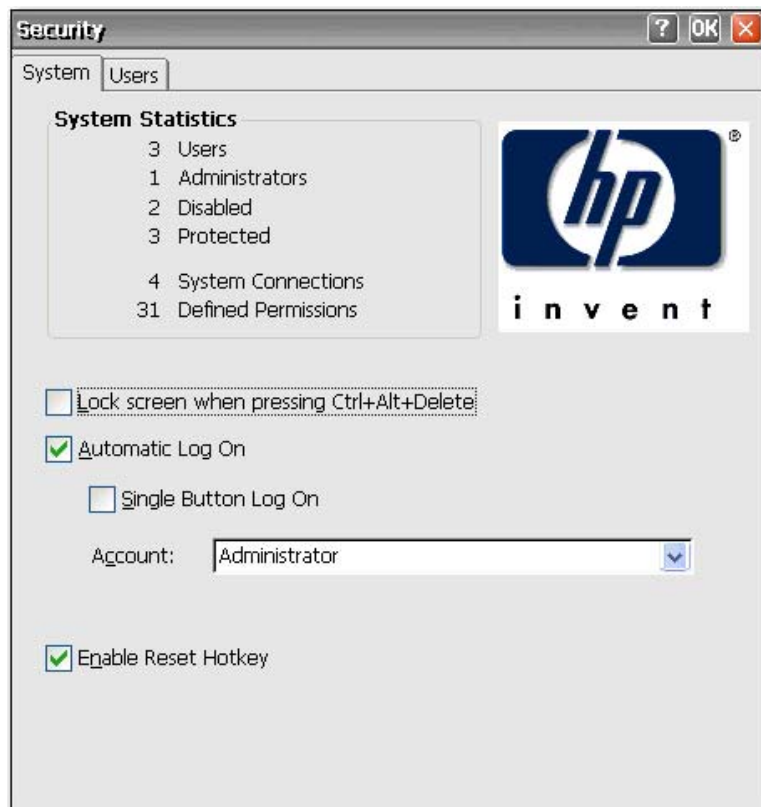 Security
? OK
System Users
System Statistics
3 Users
1 Administrators
2 Disabled
3 Protected
4 System Connections
31 Defined Permissions
hp ®
invent
Lock screen when pressing Ctrl+Alt+Delete
Automatic Log On
Single Button Log On
Account: Administrator
Enable Reset Hotkey